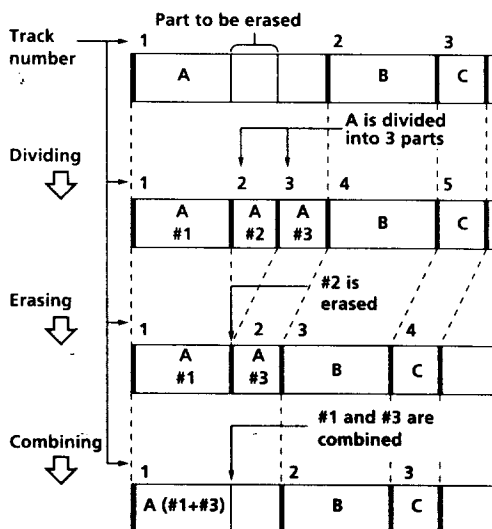 Part to be erased
Track number
1 2 3
A B C
A is divided into 3 parts
Dividing
1 2 3 4 5
A #1 A #2 A #3 B C
#2 is erased
Erasing
1 2 3 4
A #1 A #3 B C
#1 and #3 are combined
Combining
1 2 3
A (#1+#3) B C